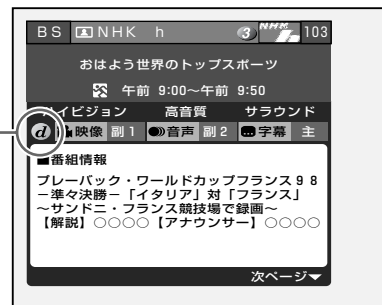 BS NHK h 3 NHK 103
おはよう世界のトップスポーツ
午前 9:00〜午前 9:50
ハイビジョン 高音質 サラウンド
d 映像 副1 音声 副2 字幕 主
■番組情報
プレーバック・ワールドカップフランス98
－準々決勝－「イタリア」対「フランス」
〜サンドニ・フランス競技場で録画〜
【解説】○○○○【アナウンサー】○○○○
次ページ▼